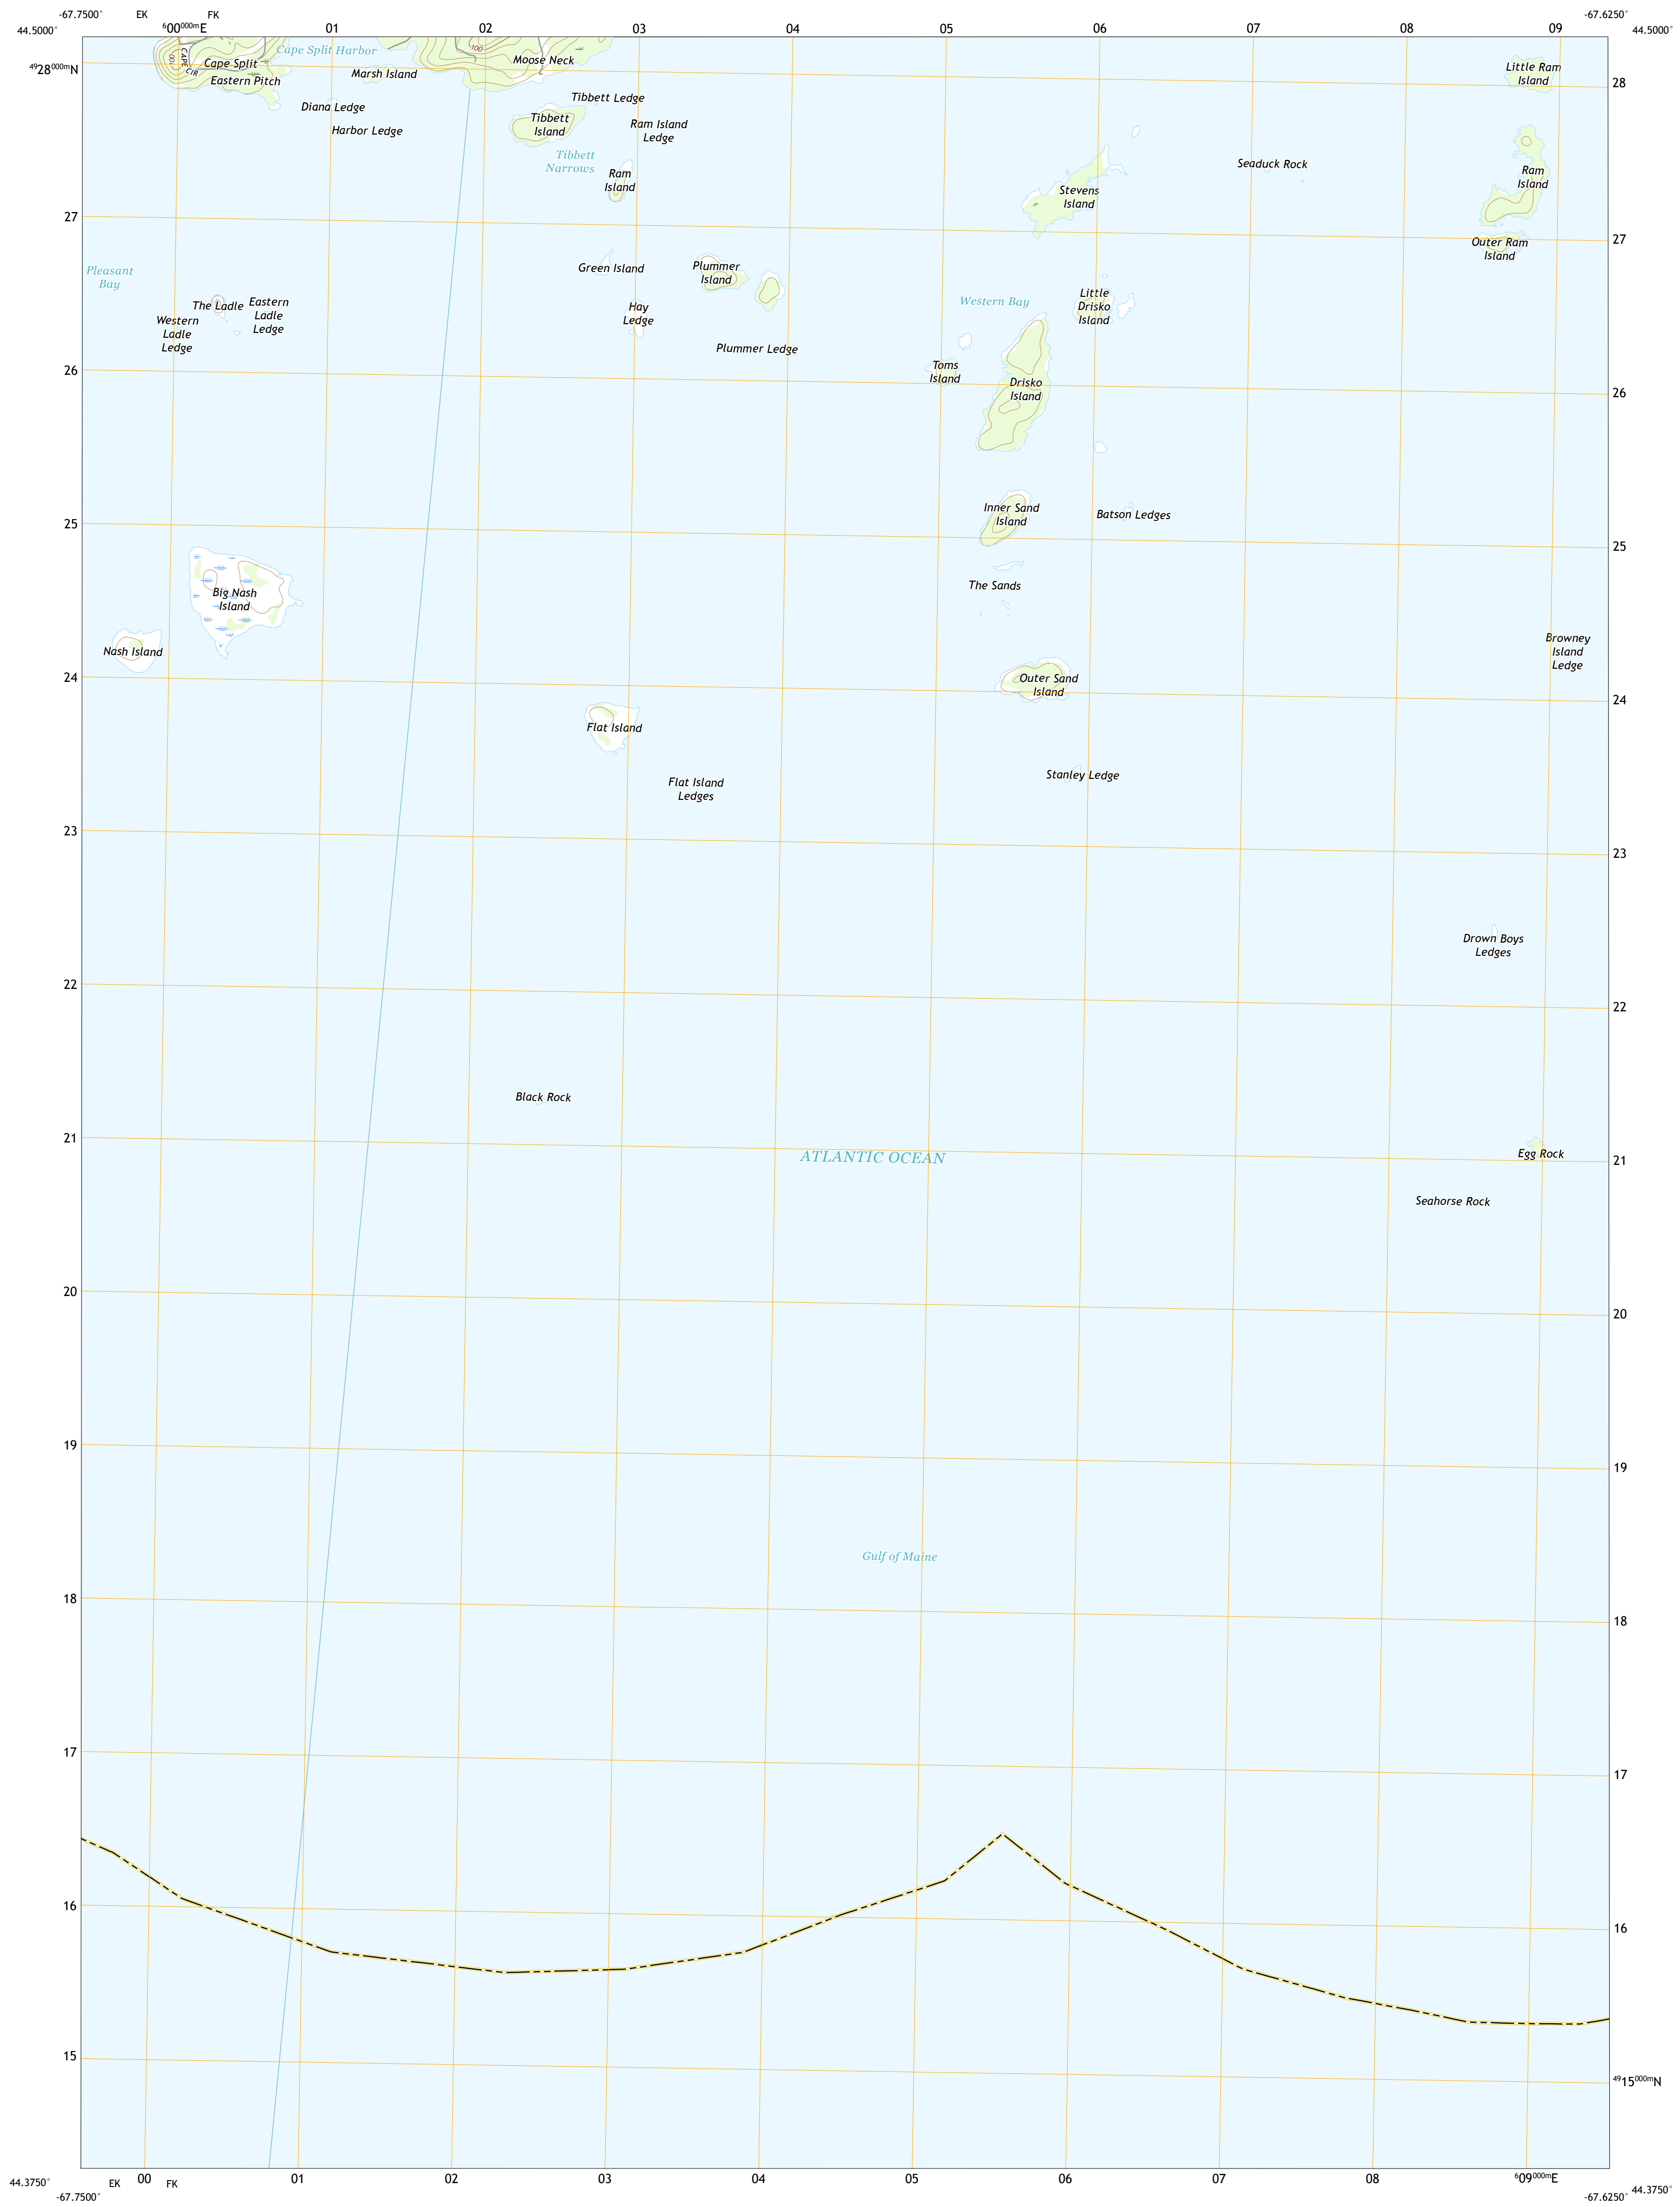 -67.7500°
EK
FK
-67.6250°
44.5000°
600000mE
01
02
03
04
05
06
07
08
09
44.5000°
4928000mN
28
Cape Split Harbor
CAPE
CIR
100
Cape Split
Eastern Pitch
Marsh Island
100
Moose Neck
Little Ram
Island
Diana Ledge
Harbor Ledge
Tibbett Ledge
Tibbett
Island
Ram Island
Ledge
Tibbett
Narrows
Ram
Island
Seaduck Rock
Stevens
Island
Ram
Island
27
27
Outer Ram
Island
Pleasant
Bay
Green Island
Plummer
Island
The Ladle
Eastern
Ladle
Ledge
Western
Ladle
Ledge
Hay
Ledge
Western Bay
Little
Drisko
Island
Plummer Ledge
Toms
Island
Drisko
Island
26
26
Inner Sand
Island
Batson Ledges
25
25
The Sands
Big Nash
Island
Nash Island
Browney
Island
Ledge
24
24
Outer Sand
Island
Flat Island
Flat Island
Ledges
Stanley Ledge
23
23
Drown Boys
Ledges
22
22
Black Rock
21
21
ATLANTIC OCEAN
Egg Rock
Seahorse Rock
20
20
19
19
Gulf of Maine
18
18
17
17
16
16
15
4915000mN
44.3750°
EK
00
FK
01
02
03
04
05
06
07
08
609000mE
44.3750°
-67.7500°
-67.6250°